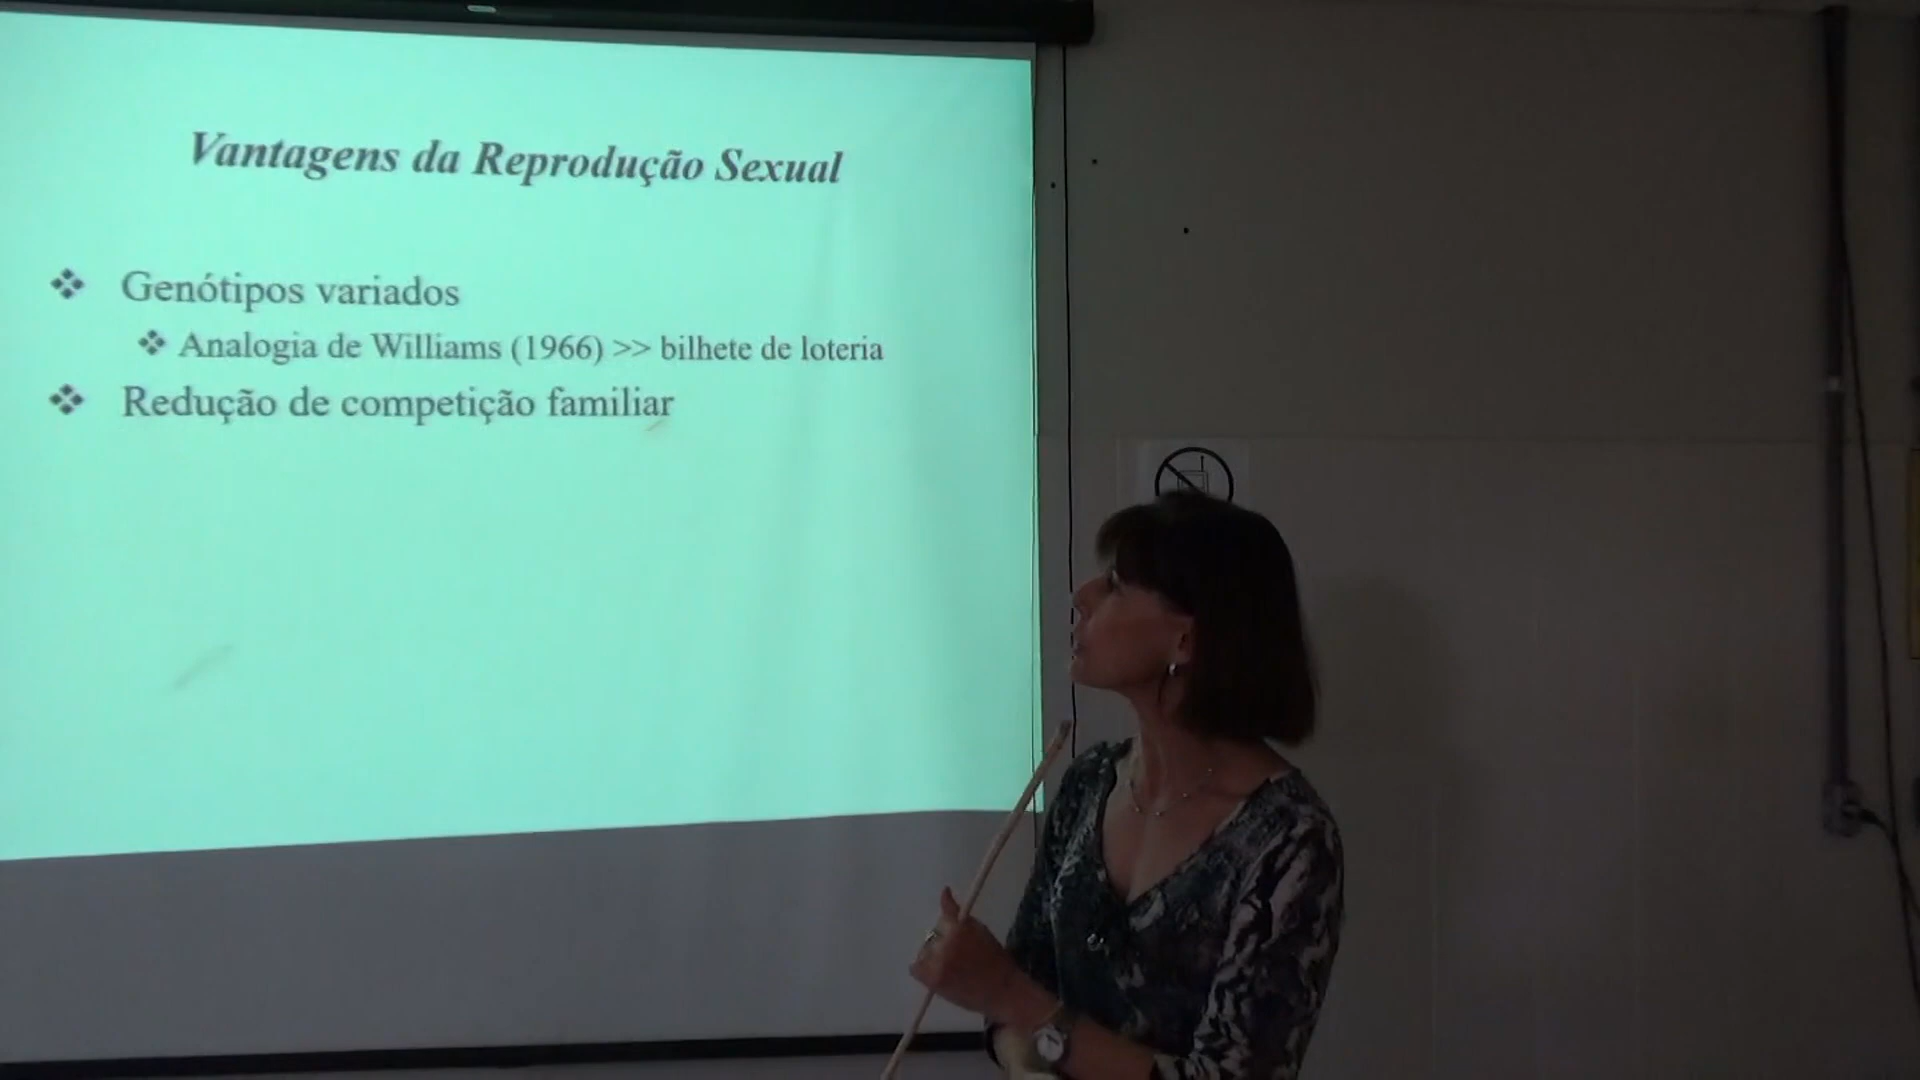 Vantagens da Reprodução Sexual
Genótipos variados
Analogia de Williams (1966) >> bilhete de loteria
Redução de competição familiar